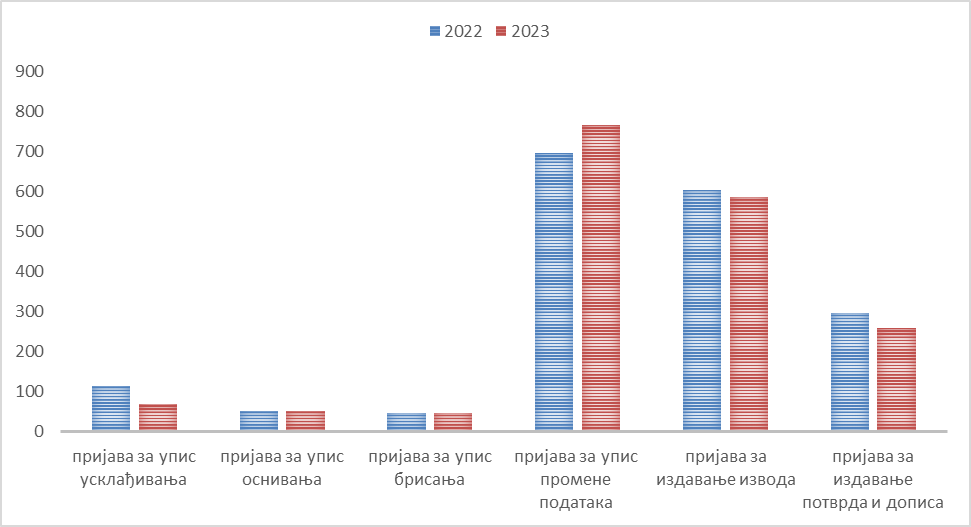 2022 2023
900
800
700
600
500
400
300
200
100
0
пријава за упис
усклађивања
пријава за упис
оснивања
пријава за упис
брисања
пријава за упис
промене
података
пријава за
издавање извода
пријава за
издавање
потврда и дописа